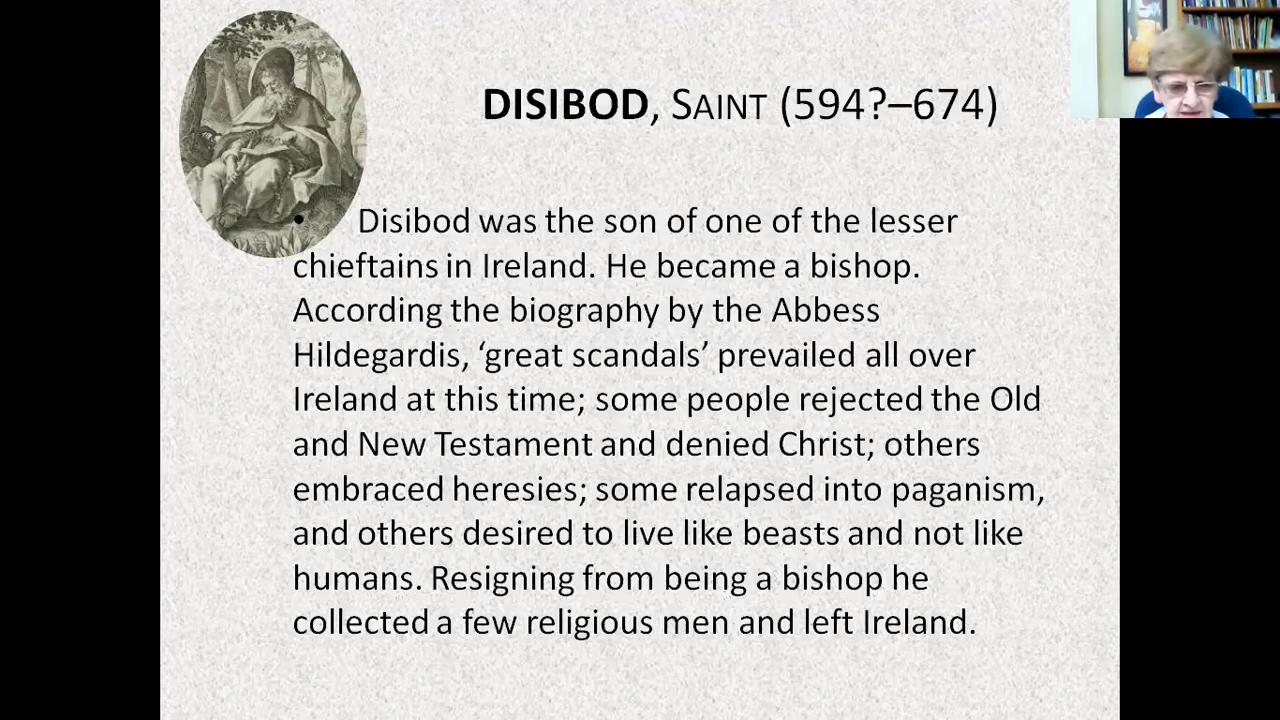 DISIBOD, SAINT (594?–674)
• Disibod was the son of one of the lesser
chieftains in Ireland. He became a bishop.
According the biography by the Abbess
Hildegardis, ‘great scandals’ prevailed all over
Ireland at this time; some people rejected the Old
and New Testament and denied Christ; others
embraced heresies; some relapsed into paganism,
and others desired to live like beasts and not like
humans. Resigning from being a bishop he
collected a few religious men and left Ireland.